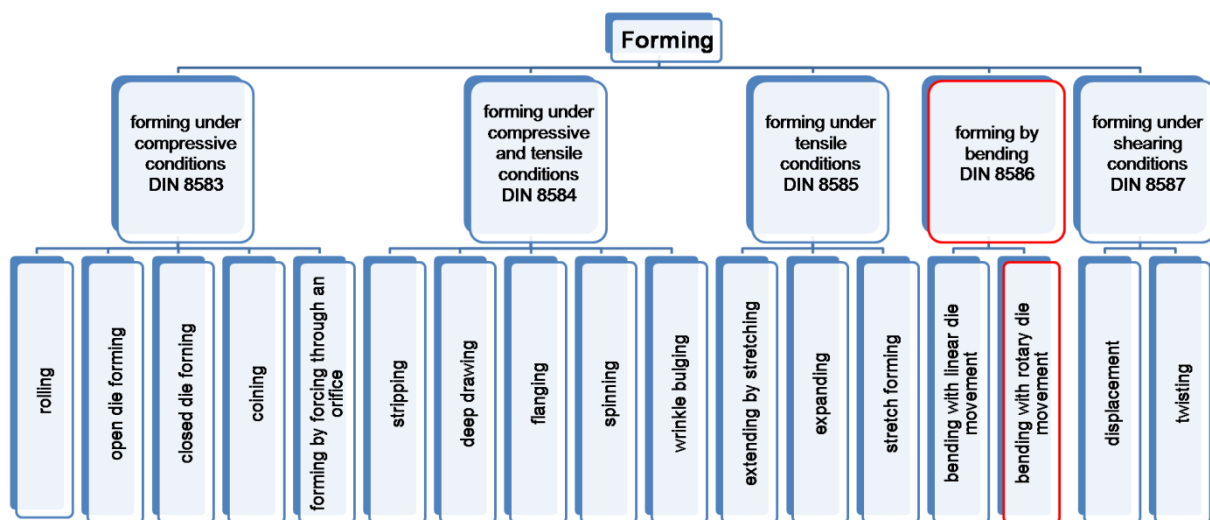 Forming
forming under
compressive
conditions
DIN 8583
forming under
compressive
and tensile
conditions
DIN 8584
forming under
tensile
conditions
DIN 8585
forming by
bending
DIN 8586
forming under
shearing
conditions
DIN 8587
rolling
open die forming
closed die forning
coining
forming by forcing through an
orifice
stripping
deep drawing
flanging
spinning
wrinkle bulging
extending by stretching
expanding
stretch forming
bending with linear die
movement
bending with rotary die
movement
displacement
twisting